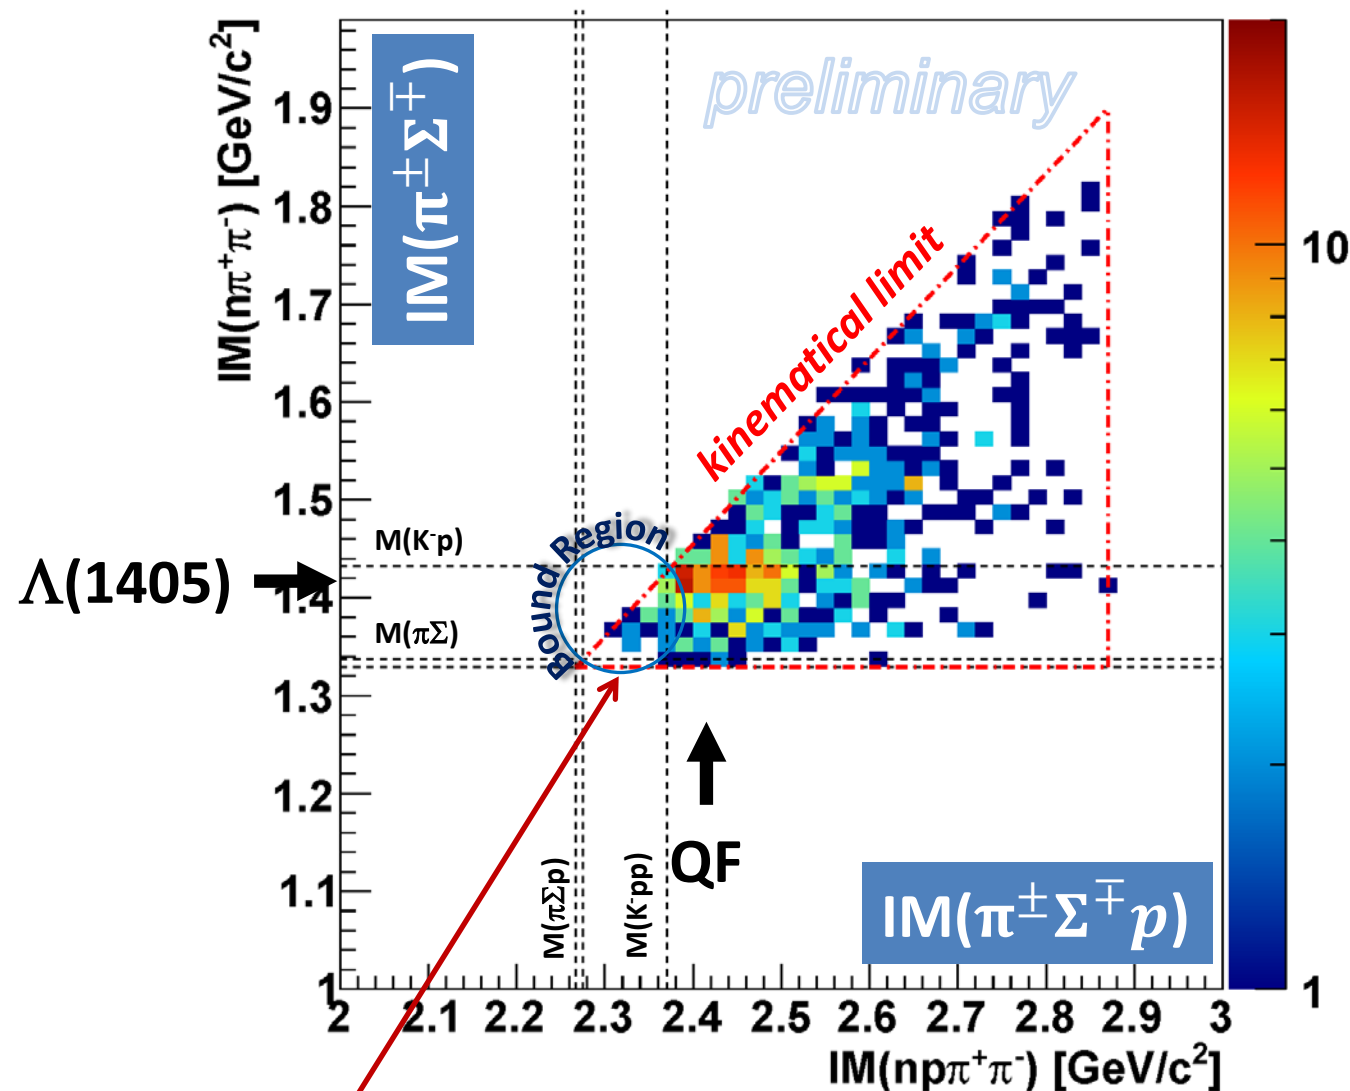 preliminary
IM(nπ⁺π⁻) [GeV/c²]
IM(π±Σ∓)
1.9
1.8
1.7
1.6
1.5
1.4
1.3
1.2
1.1
1
10
1
kinematical limit
Bound Region
M(K⁻p)
Λ(1405)
M(πΣ)
QF
M(πΣp)
M(K⁻pp)
IM(π±Σ∓p)
2 2.1 2.2 2.3 2.4 2.5 2.6 2.7 2.8 2.9 3
IM(npπ⁺π⁻) [GeV/c²]